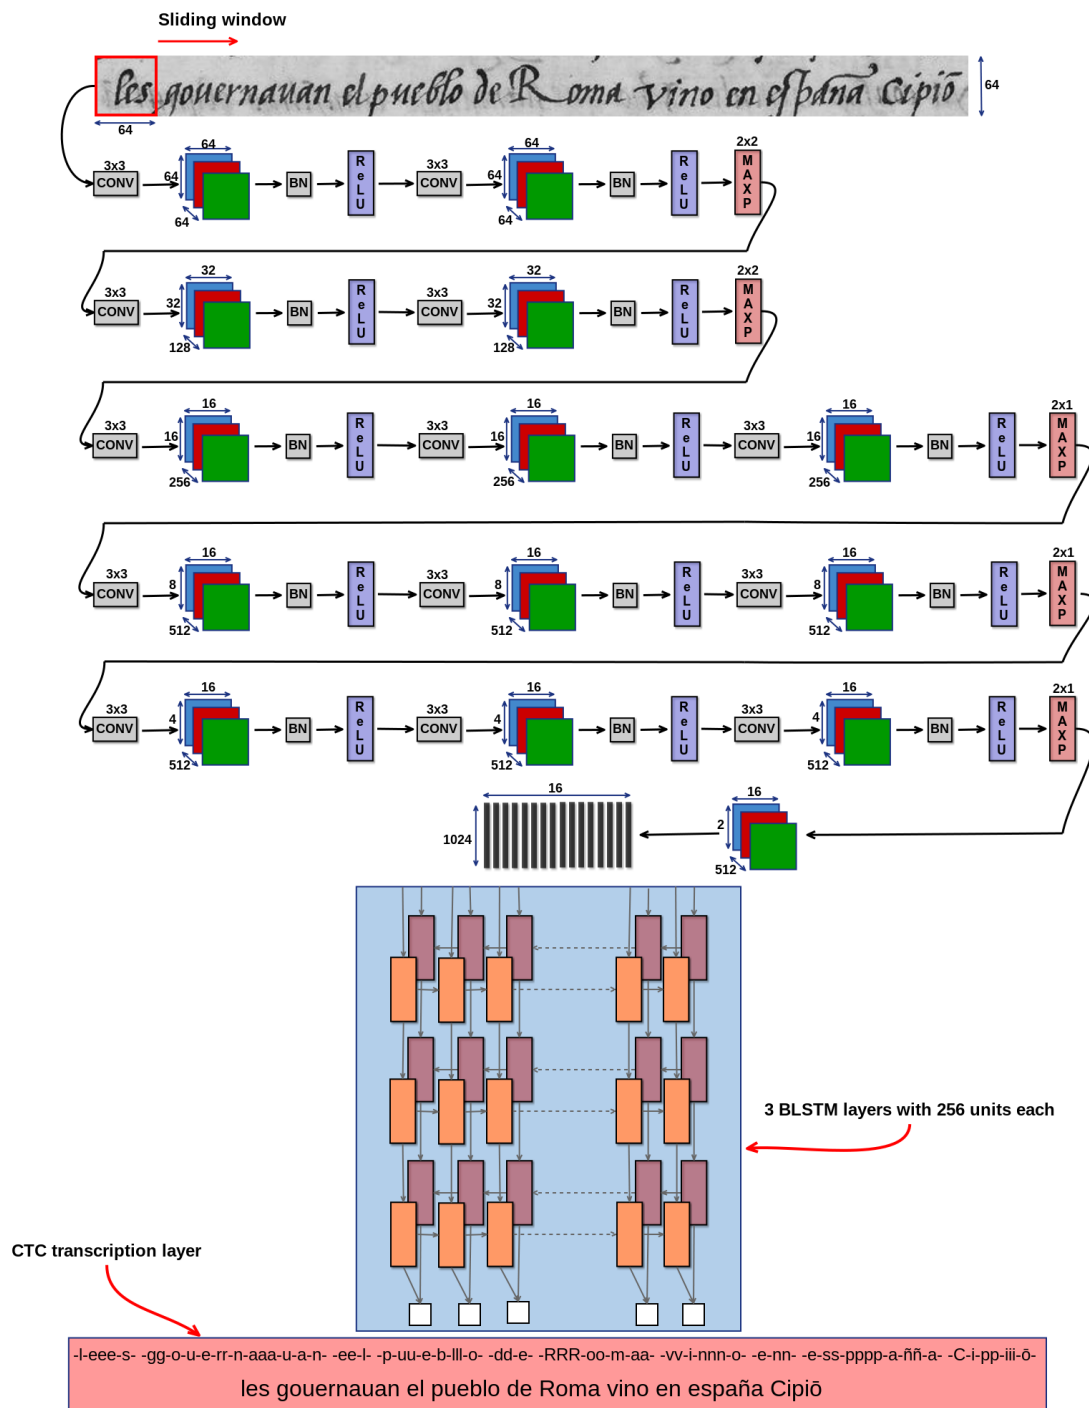 Sliding window
les gouernauan el pueblo de Roma vino en españa Cipiō
64
64
3x3
CONV
64
64
64
BN
ReLU
3x3
CONV
64
64
64
BN
ReLU
2x2
MAXP
3x3
CONV
32
32
128
BN
ReLU
3x3
CONV
32
32
128
BN
ReLU
2x2
MAXP
3x3
CONV
16
16
256
BN
ReLU
3x3
CONV
16
16
256
BN
ReLU
3x3
CONV
16
16
256
BN
ReLU
2x1
MAXP
3x3
CONV
16
8
512
BN
ReLU
3x3
CONV
16
8
512
BN
ReLU
3x3
CONV
16
8
512
BN
ReLU
2x1
MAXP
3x3
CONV
16
4
512
BN
ReLU
3x3
CONV
16
4
512
BN
ReLU
3x3
CONV
16
4
512
BN
ReLU
2x1
MAXP
16
2
512
16
1024
3 BLSTM layers with 256 units each
CTC transcription layer
-l-eee-s- -gg-o-u-e-rr-n-aaa-u-a-n- -ee-l- -p-uu-e-b-lll-o- -dd-e- -RRR-oo-m-aa- -vv-i-nnn-o- -e-nn- -e-ss-pppp-a-ññ-a- -C-i-pp-iii-ō-
les gouernauan el pueblo de Roma vino en españa Cipiō